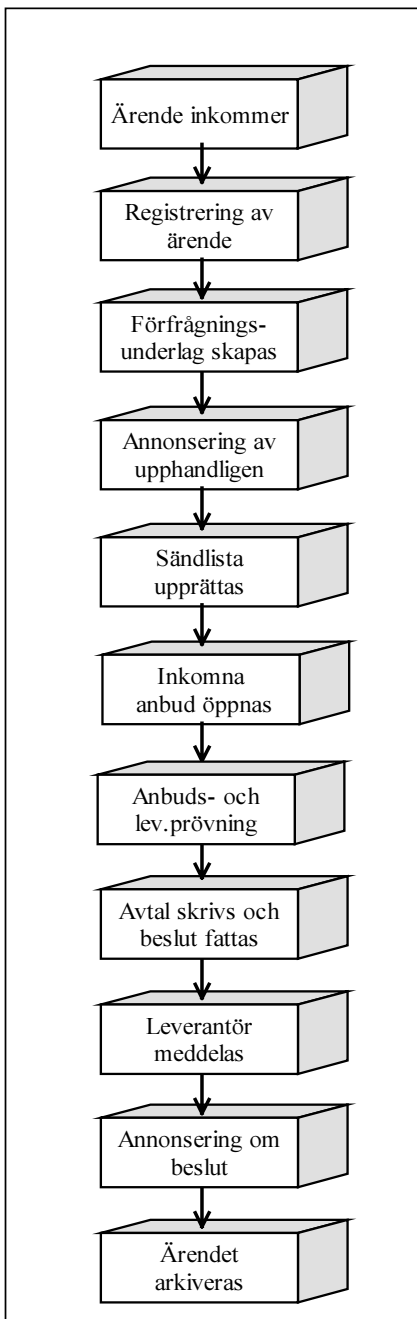 Ärende inkommer
Registrering av
ärende
Förfrågnings-
underlag skapas
Annonsering av
upphandligen
Sändlista
upprättas
Inkomna
anbud öppnas
Anbuds- och
lev.prövning
Avtal skrivs och
beslut fattas
Leverantör
meddelas
Annonsering om
beslut
Ärendet
arkiveras